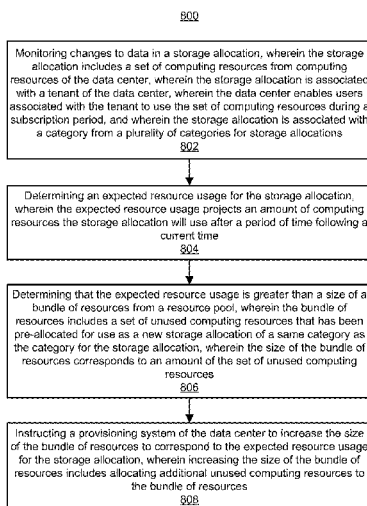 800
Monitoring changes to data in a storage allocation, wherein the storage
allocation includes a set of computing resources from computing
resources of the data center, wherein the storage allocation is associated
with a tenant of the data center, wherein the data center enables users
associated with the tenant to use the set of computing resources during a
subscription period, and wherein the storage allocation is associated with
a category from a plurality of categories for storage allocations
802
Determining an expected resource usage for the storage allocation,
wherein the expected resource usage projects an amount of computing
resources the storage allocation will use after a period of time following a
current time
804
Determining that the expected resource usage is greater than a size of a
bundle of resources from a resource pool, wherein the bundle of
resources includes a set of unused computing resources that has been
pre-allocated for use as a new storage allocation of a same category as
the category for the storage allocation, wherein the size of the bundle of
resources corresponds to an amount of the set of unused computing
resources
806
Instructing a provisioning system of the data center to increase the size
of the bundle of resources to correspond to the expected resource usage
for the storage allocation, wherein increasing the size of the bundle of
resources includes allocating additional unused computing resources to
the bundle of resources
808